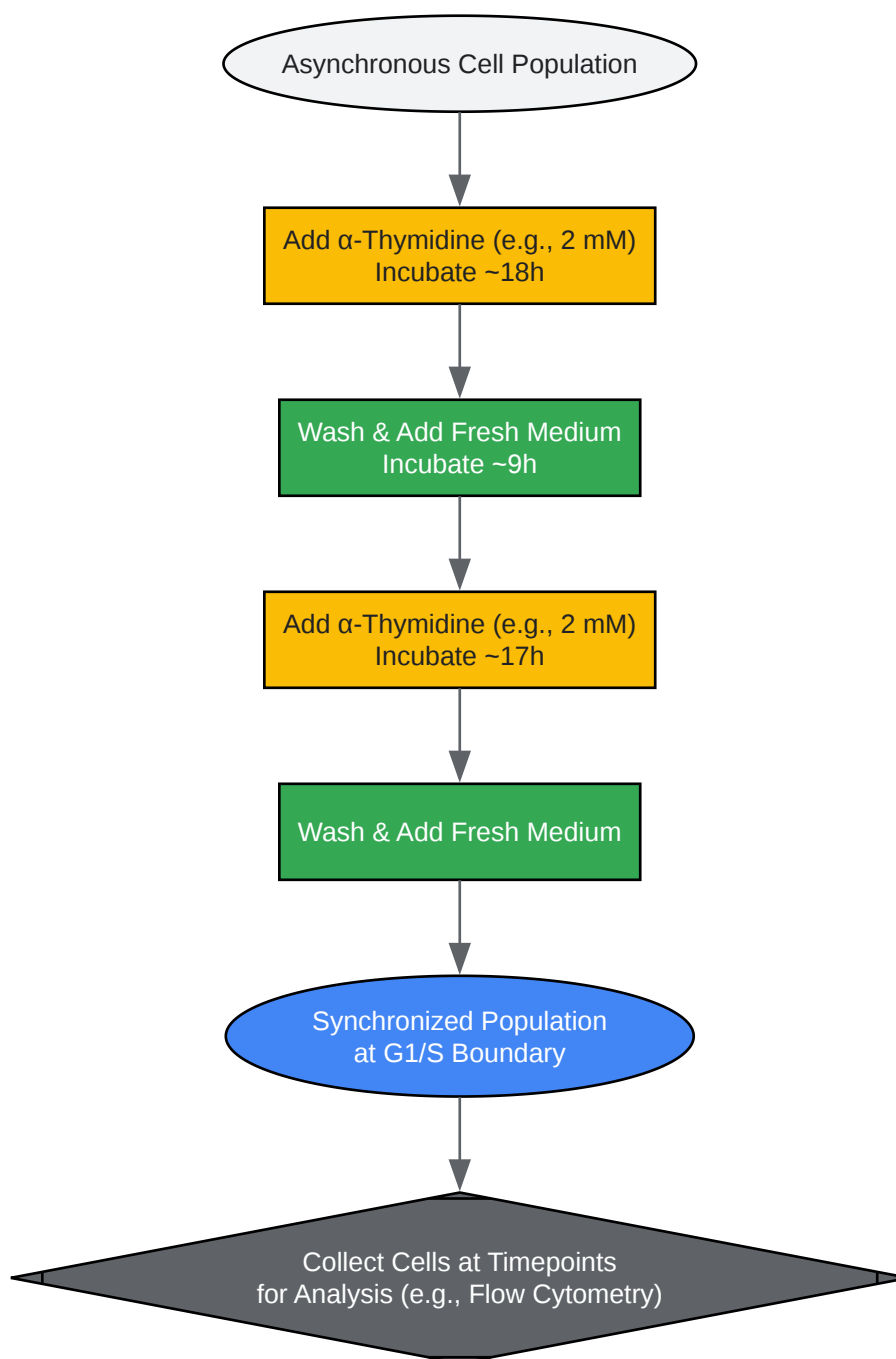 Asynchronous Cell Population
Add α-Thymidine (e.g., 2 mM)
Incubate ~18h
Wash & Add Fresh Medium
Incubate ~9h
Add α-Thymidine (e.g., 2 mM)
Incubate ~17h
Wash & Add Fresh Medium
Synchronized Population
at G1/S Boundary
Collect Cells at Timepoints
for Analysis (e.g., Flow Cytometry)